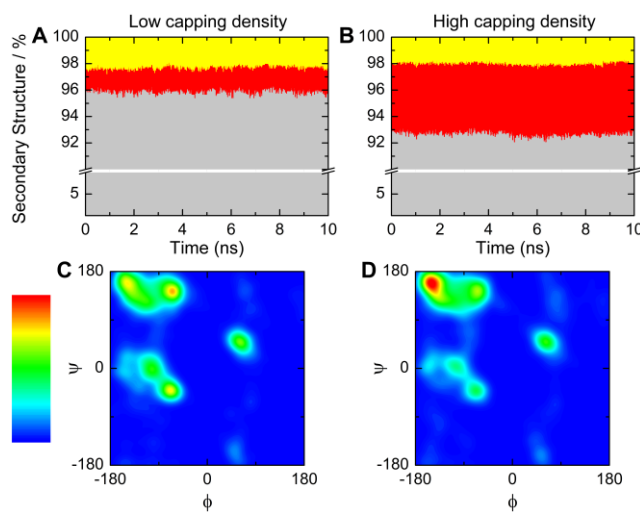 Low capping density
High capping density
A
B
Secondary Structure / %
100
98
96
94
92
5
0
2
4
6
8
10
Time (ns)
100
98
96
94
92
5
0
2
4
6
8
10
Time (ns)
C
D
ψ
180
0
-180
-180
0
180
ϕ
ψ
180
0
-180
-180
0
180
ϕ